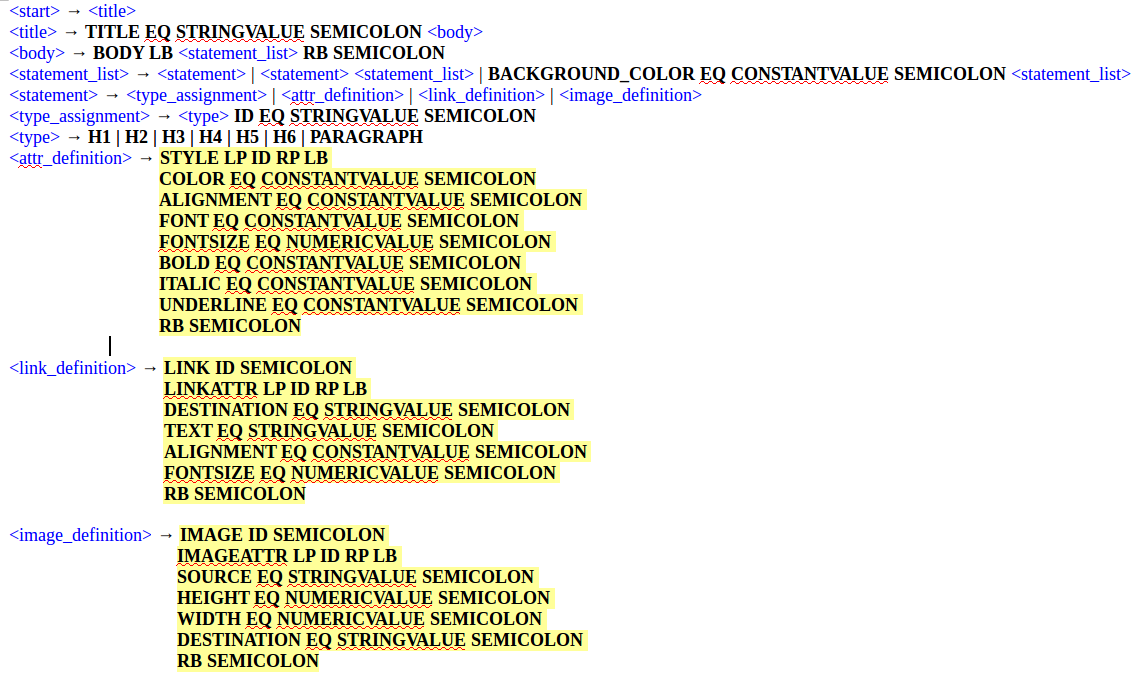 <start> → <title>
<title> → TITLE EQ STRINGVALUE SEMICOLON <body>
<body> → BODY LB <statement_list> RB SEMICOLON
<statement_list> → <statement> | <statement> <statement_list> | BACKGROUND_COLOR EQ CONSTANTVALUE SEMICOLON <statement_list>
<statement> → <type_assignment> | <attr_definition> | <link_definition> | <image_definition>
<type_assignment> → <type> ID EQ STRINGVALUE SEMICOLON
<type> → H1 | H2 | H3 | H4 | H5 | H6 | PARAGRAPH
<attr_definition> → STYLE LP ID RP LB
COLOR EQ CONSTANTVALUE SEMICOLON
ALIGNMENT EQ CONSTANTVALUE SEMICOLON
FONT EQ CONSTANTVALUE SEMICOLON
FONTSIZE EQ NUMERICVALUE SEMICOLON
BOLD EQ CONSTANTVALUE SEMICOLON
ITALIC EQ CONSTANTVALUE SEMICOLON
UNDERLINE EQ CONSTANTVALUE SEMICOLON
RB SEMICOLON
<link_definition> → LINK ID SEMICOLON
LINKATTR LP ID RP LB
DESTINATION EQ STRINGVALUE SEMICOLON
TEXT EQ STRINGVALUE SEMICOLON
ALIGNMENT EQ CONSTANTVALUE SEMICOLON
FONTSIZE EQ NUMERICVALUE SEMICOLON
RB SEMICOLON
<image_definition> → IMAGE ID SEMICOLON
IMAGEATTR LP ID RP LB
SOURCE EQ STRINGVALUE SEMICOLON
HEIGHT EQ NUMERICVALUE SEMICOLON
WIDTH EQ NUMERICVALUE SEMICOLON
DESTINATION EQ STRINGVALUE SEMICOLON
RB SEMICOLON